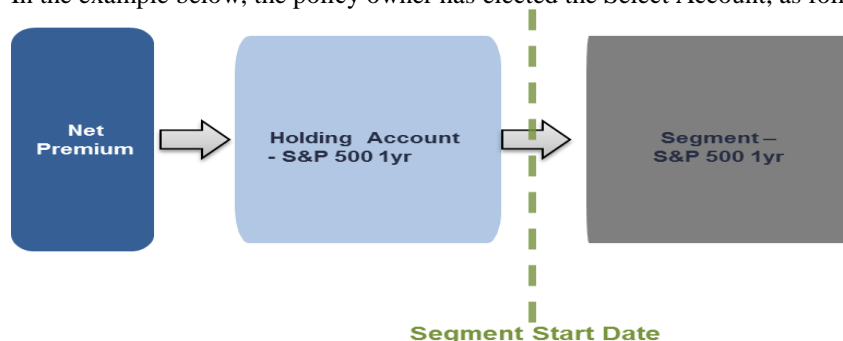 In the example below, the policy owner has elected the Select Account, as
Net
Premium
Holding Account
- S&P 500 1yr
Segment –
S&P 500 1yr
Segment Start Date